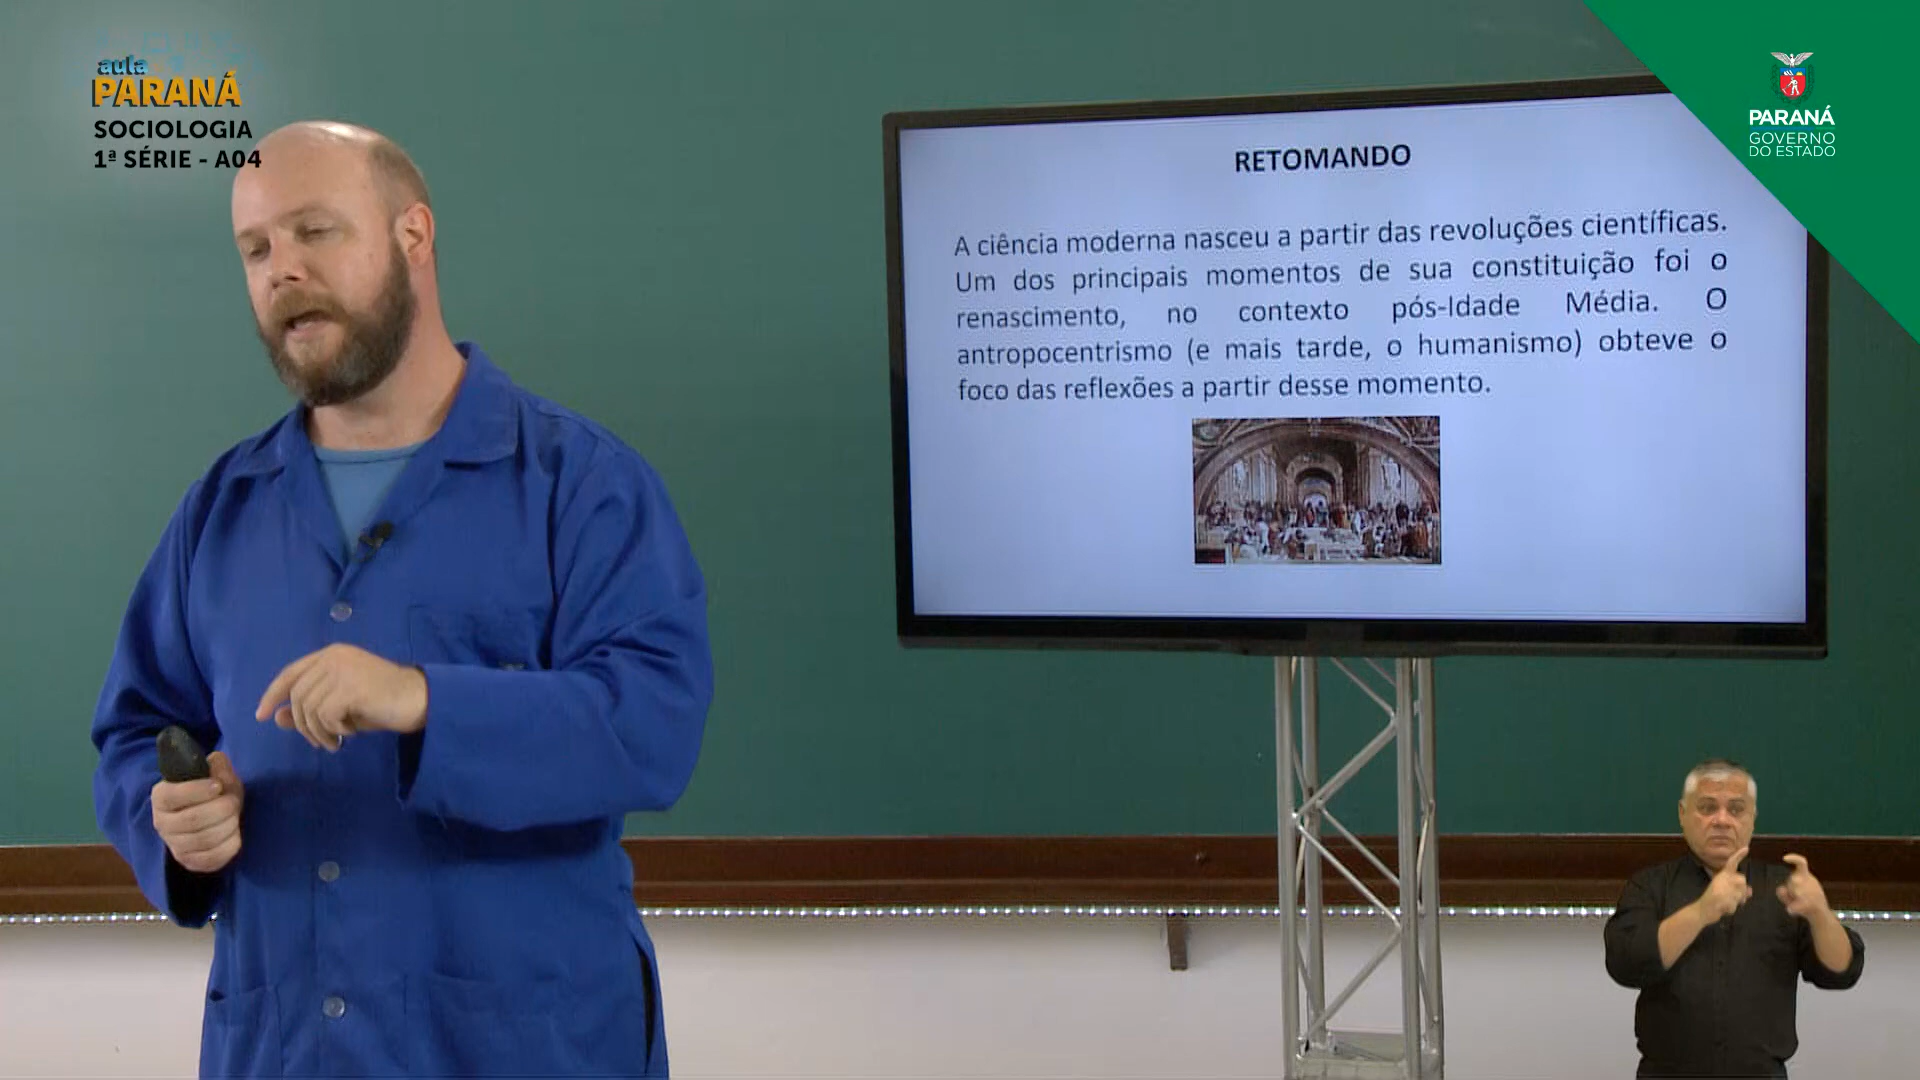 aula
PARANÁ
SOCIOLOGIA
1ª SÉRIE - A04
RETOMANDO
A ciência moderna nasceu a partir das revoluções científicas.
Um dos principais momentos de sua constituição foi o
renascimento, no contexto pós-Idade Média. O
antropocentrismo (e mais tarde, o humanismo) obteve o
foco das reflexões a partir desse momento.
PARANÁ
GOVERNO
DO ESTADO